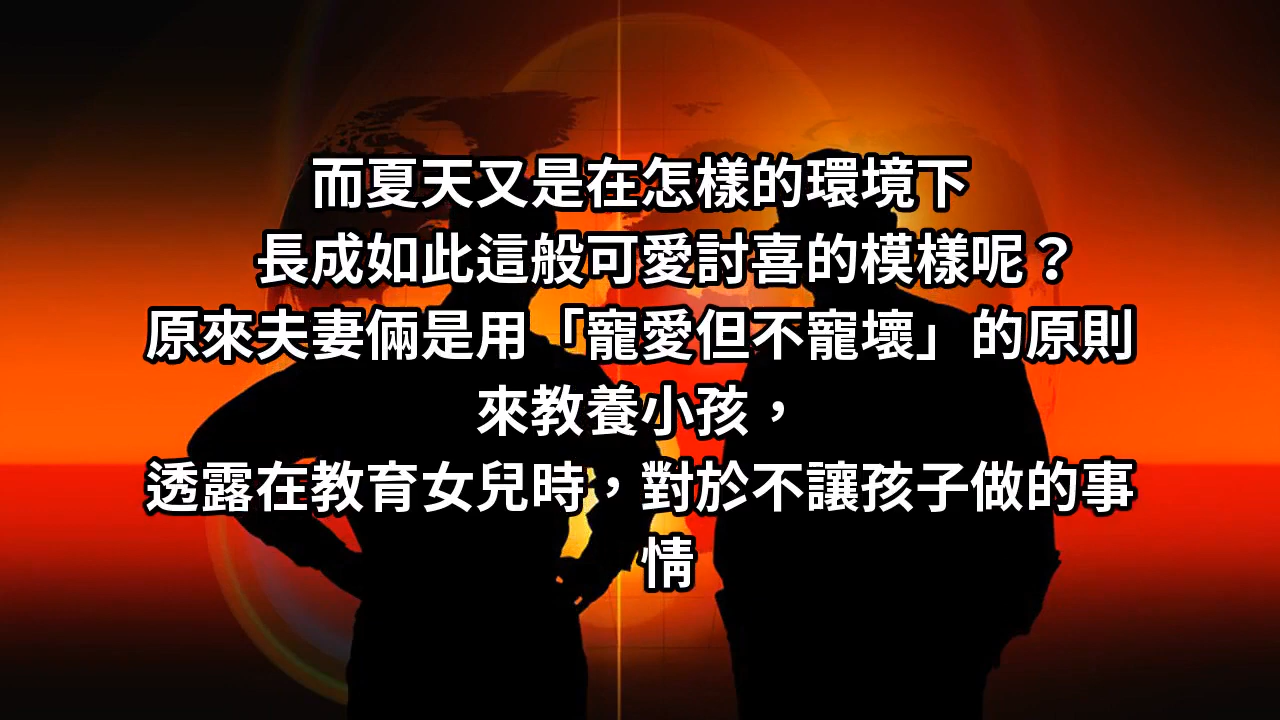 而夏天又是在怎樣的環境下
長成如此這般可愛討喜的模樣呢？
原來夫妻倆是用「寵愛但不寵壞」的原則
來教養小孩，
透露在教育女兒時，對於不讓孩子做的事
情